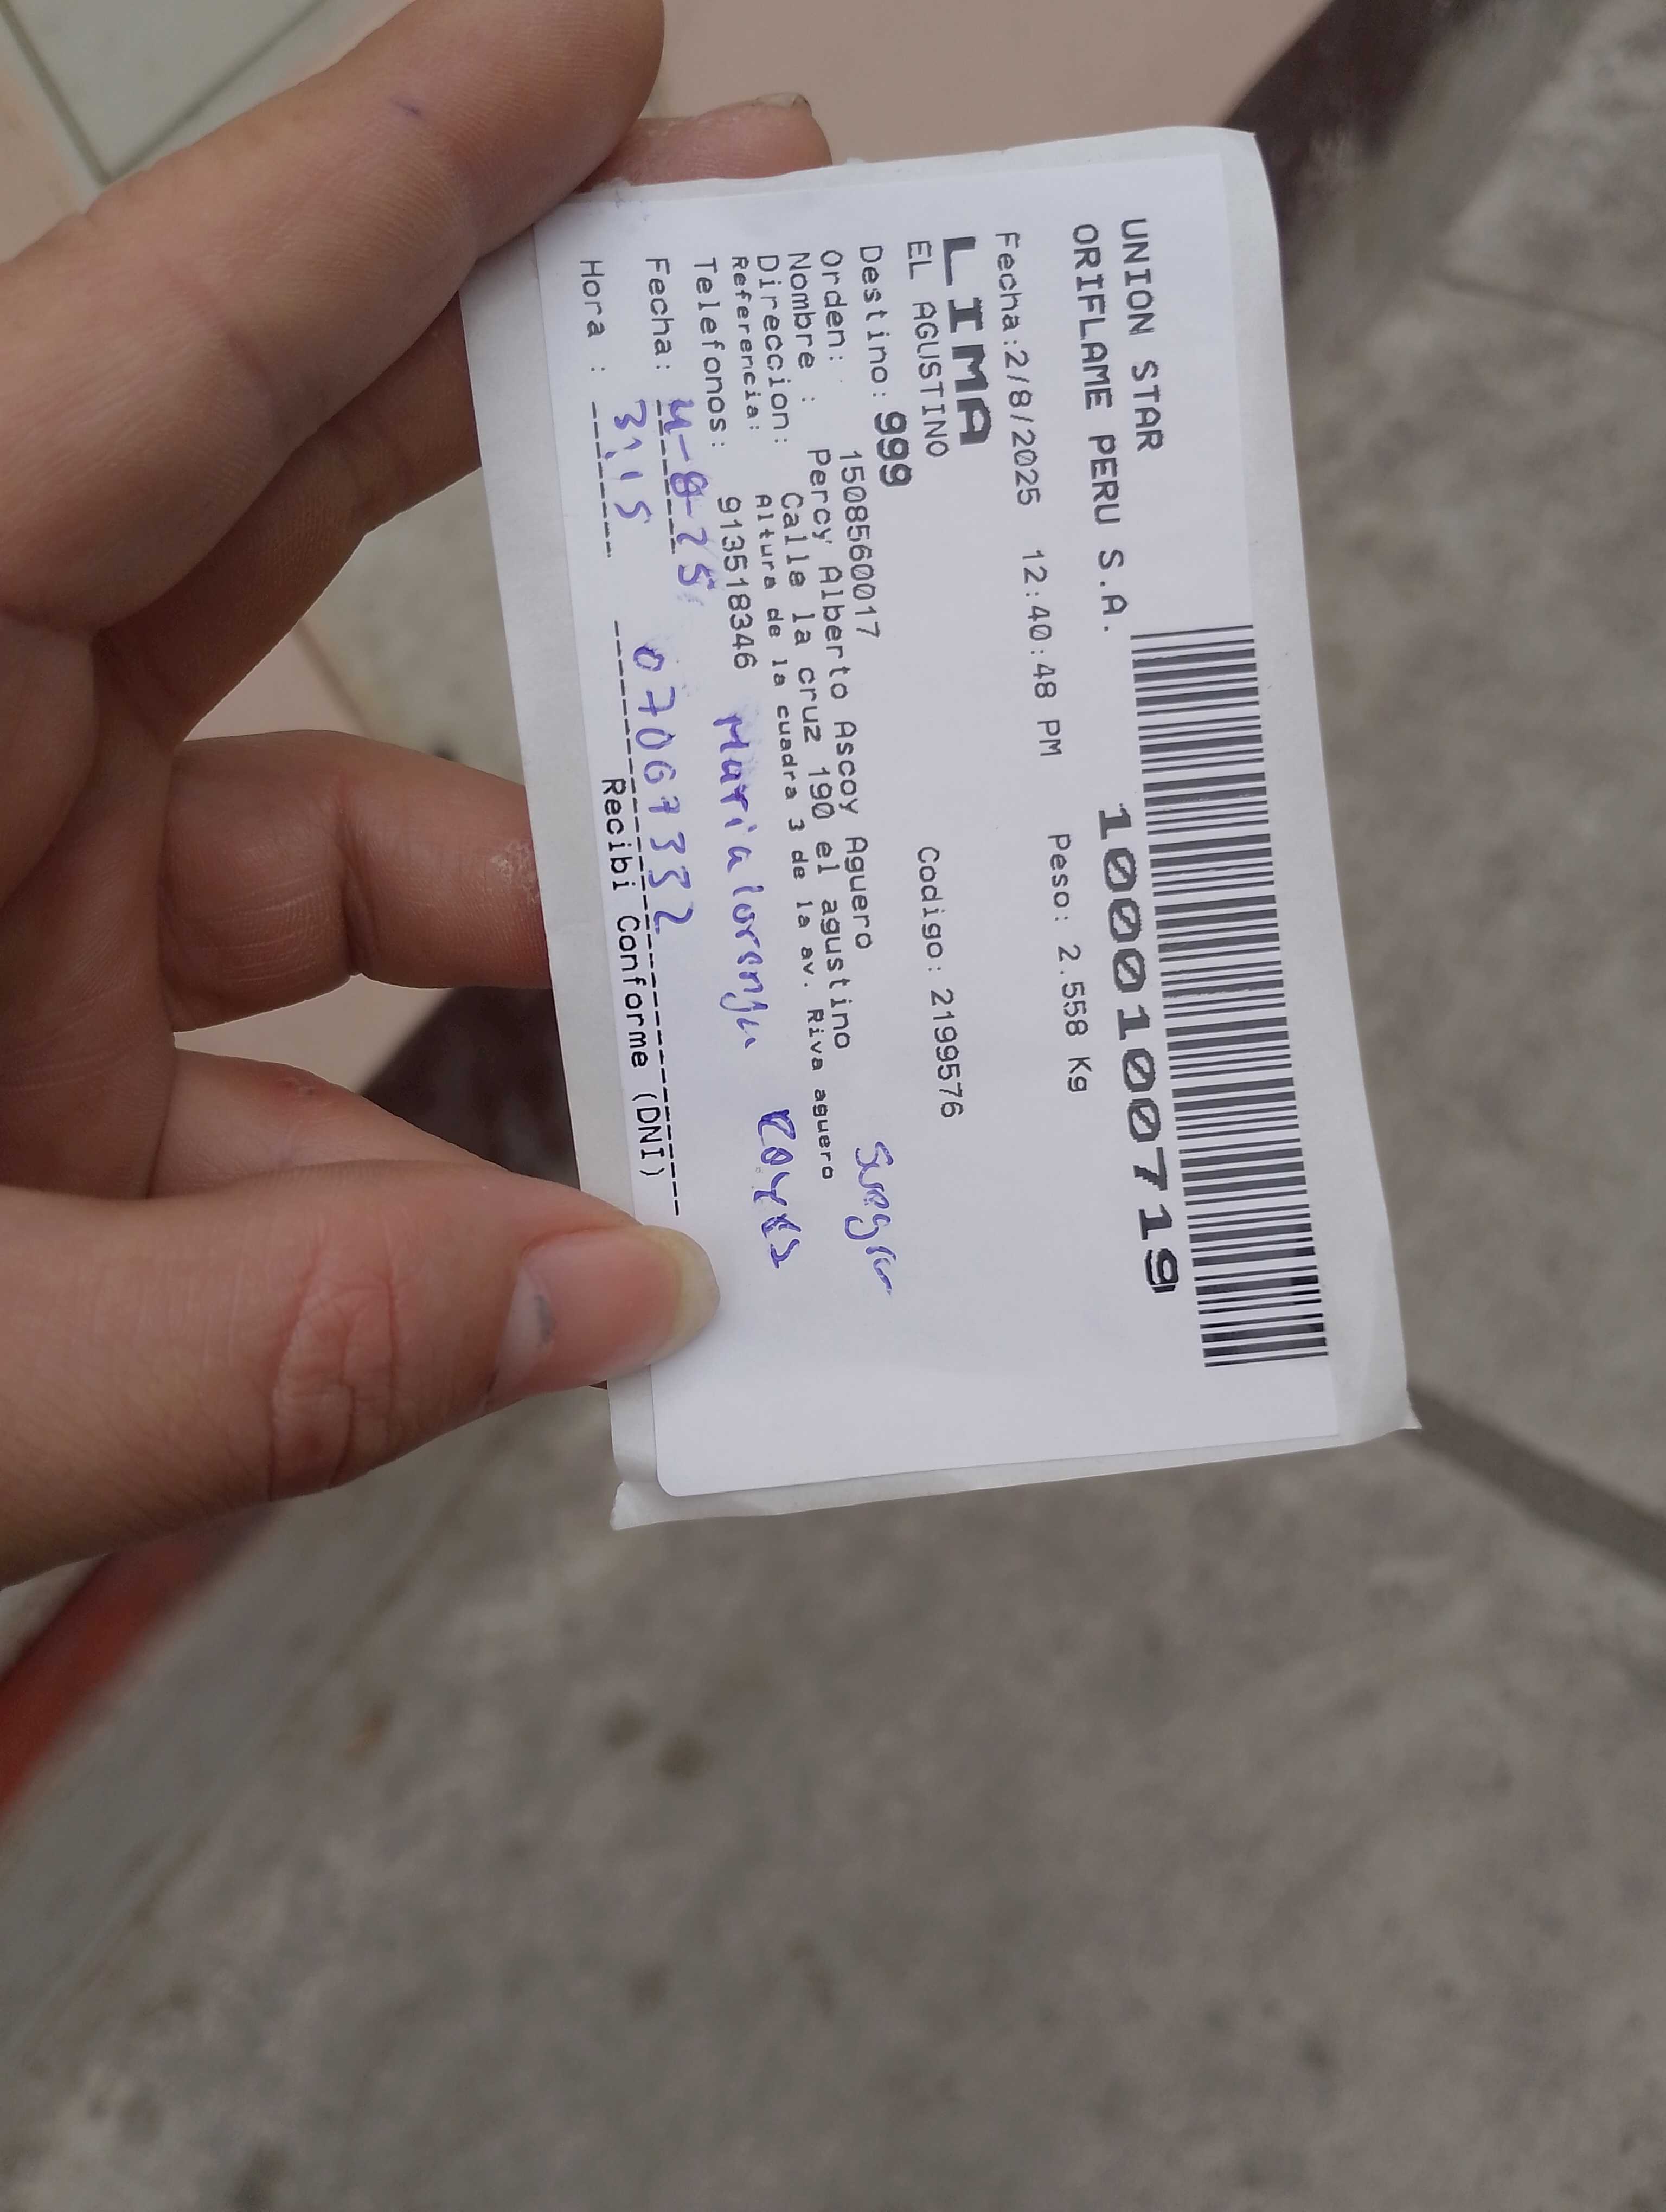 UNION STAR
ORIFLAME PERU S.A.
1000100719
Fecha:2/8/2025 12:40:48 PM Peso: 2.558 Kg
LIMA
EL AGUSTINO Codigo: 2199576
Destino: 999
Orden: 1508560017
Nombre : Percy Alberto Ascoy Aguero
Direccion: Calle la cruz 190 el agustino
Referencia: Altura de la cuadra 3 de la av. Riva aguero
Telefonos: 913518346 Maria
Fecha: 4-8-25 07067352
Hora : 3:15
Recibi Conforme (DNI)